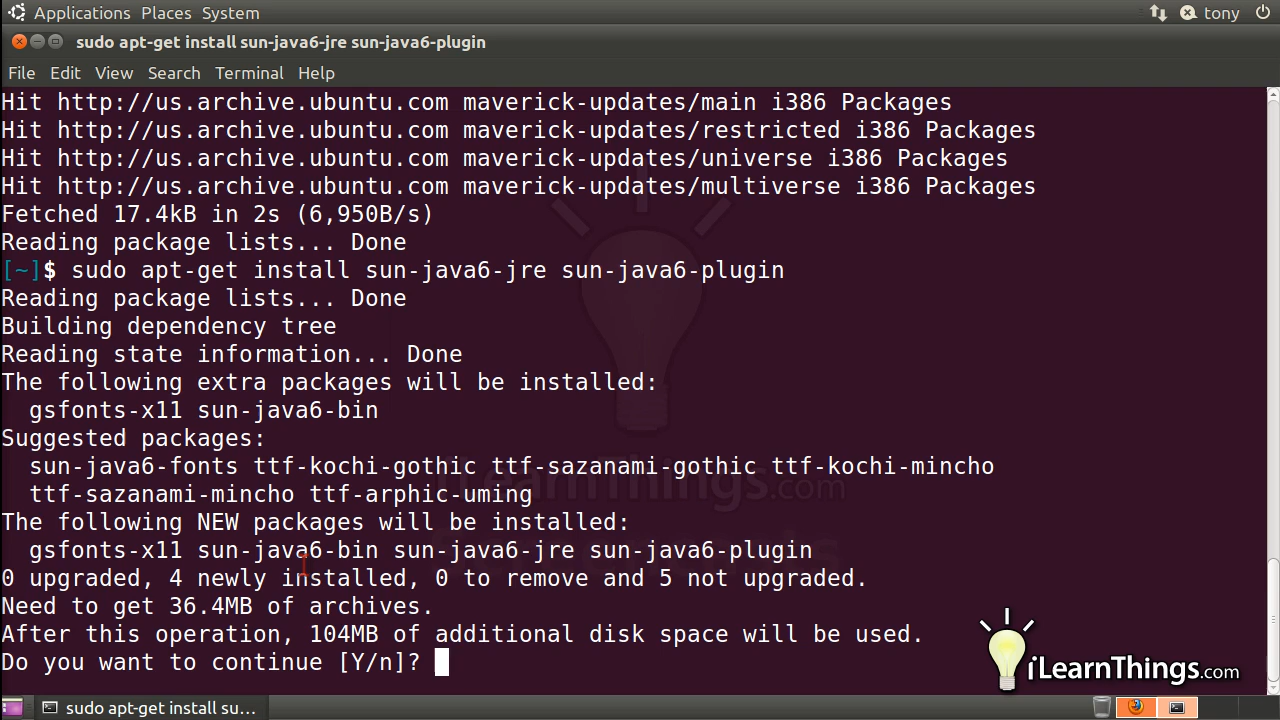 Applications Places System tony
sudo apt-get install sun-java6-jre sun-java6-plugin
File Edit View Search Terminal Help
Hit http://us.archive.ubuntu.com maverick-updates/main i386 Packages
Hit http://us.archive.ubuntu.com maverick-updates/restricted i386 Packages
Hit http://us.archive.ubuntu.com maverick-updates/universe i386 Packages
Hit http://us.archive.ubuntu.com maverick-updates/multiverse i386 Packages
Fetched 17.4kB in 2s (6,950B/s)
Reading package lists... Done
[~]$ sudo apt-get install sun-java6-jre sun-java6-plugin
Reading package lists... Done
Building dependency tree
Reading state information... Done
The following extra packages will be installed:
gsfonts-x11 sun-java6-bin
Suggested packages:
sun-java6-fonts ttf-kochi-gothic ttf-sazanami-gothic ttf-kochi-mincho
ttf-sazanami-mincho ttf-arphic-uming
iLearnThings.com
The following NEW packages will be installed:
gsfonts-x11 sun-java6-bin sun-java6-jre sun-java6-plugin
Screencasts
0 upgraded, 4 newly installed, 0 to remove and 5 not upgraded.
Need to get 36.4MB of archives.
After this operation, 104MB of additional disk space will be used.
Do you want to continue [Y/n]?
iLearnThings.com
sudo apt-get install su...